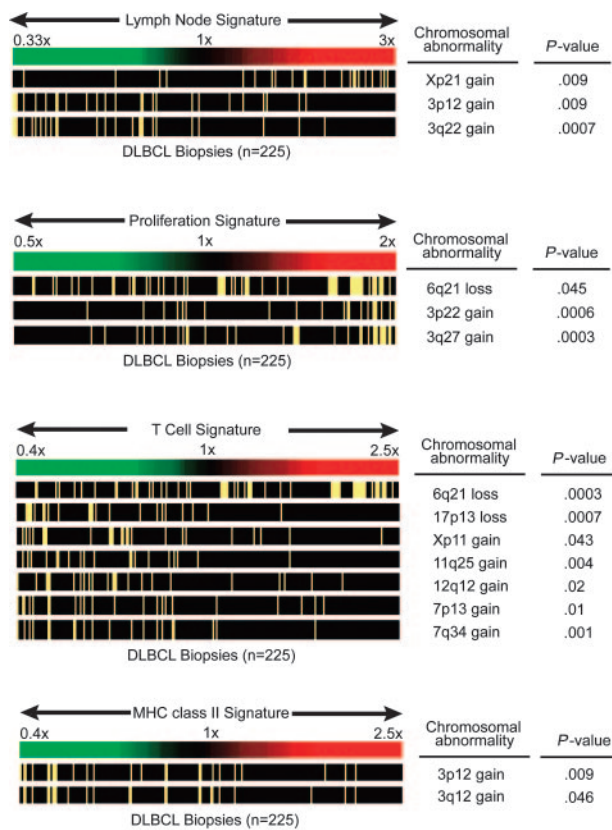 Lymph Node Signature
0.33x 1x 3x
Chromosomal abnormality P-value
Xp21 gain .009
3p12 gain .009
3q22 gain .0007
DLBCL Biopsies (n=225)
Proliferation Signature
0.5x 1x 2x
Chromosomal abnormality P-value
6q21 loss .045
3p22 gain .0006
3q27 gain .0003
DLBCL Biopsies (n=225)
T Cell Signature
0.4x 1x 2.5x
Chromosomal abnormality P-value
6q21 loss .0003
17p13 loss .0007
Xp11 gain .043
11q25 gain .004
12q12 gain .02
7p13 gain .01
7q34 gain .001
DLBCL Biopsies (n=225)
MHC class II Signature
0.4x 1x 2.5x
Chromosomal abnormality P-value
3p12 gain .009
3q12 gain .046
DLBCL Biopsies (n=225)